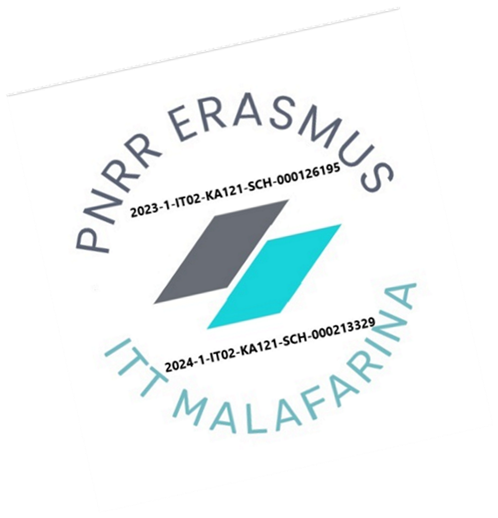 PNRR ERASMUS
2023-1-IT02-KA121-SCH-000126195
2024-1-IT02-KA121-SCH-000213329
ITT MALAFARINA